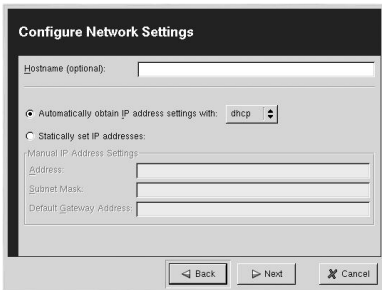 Configure Network Settings
Hostname (optional):
Automatically obtain IP address settings with: dhcp
Statically set IP addresses:
Manual IP Address Settings
Address:
Subnet Mask:
Default Gateway Address:
Back Next Cancel